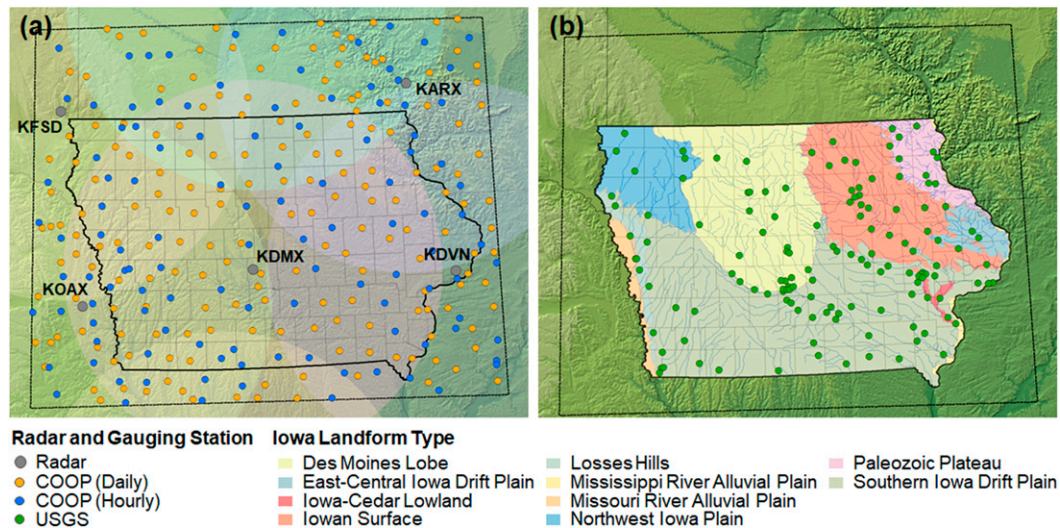 (a)
(b)
KARX
KFSD
KDMX
KDVN
KOAX
Radar and Gauging Station
Radar
COOP (Daily)
COOP (Hourly)
USGS
Iowa Landform Type
Des Moines Lobe
East-Central Iowa Drift Plain
Iowa-Cedar Lowland
Iowan Surface
Losses Hills
Mississippi River Alluvial Plain
Missouri River Alluvial Plain
Northwest Iowa Plain
Paleozoic Plateau
Southern Iowa Drift Plain